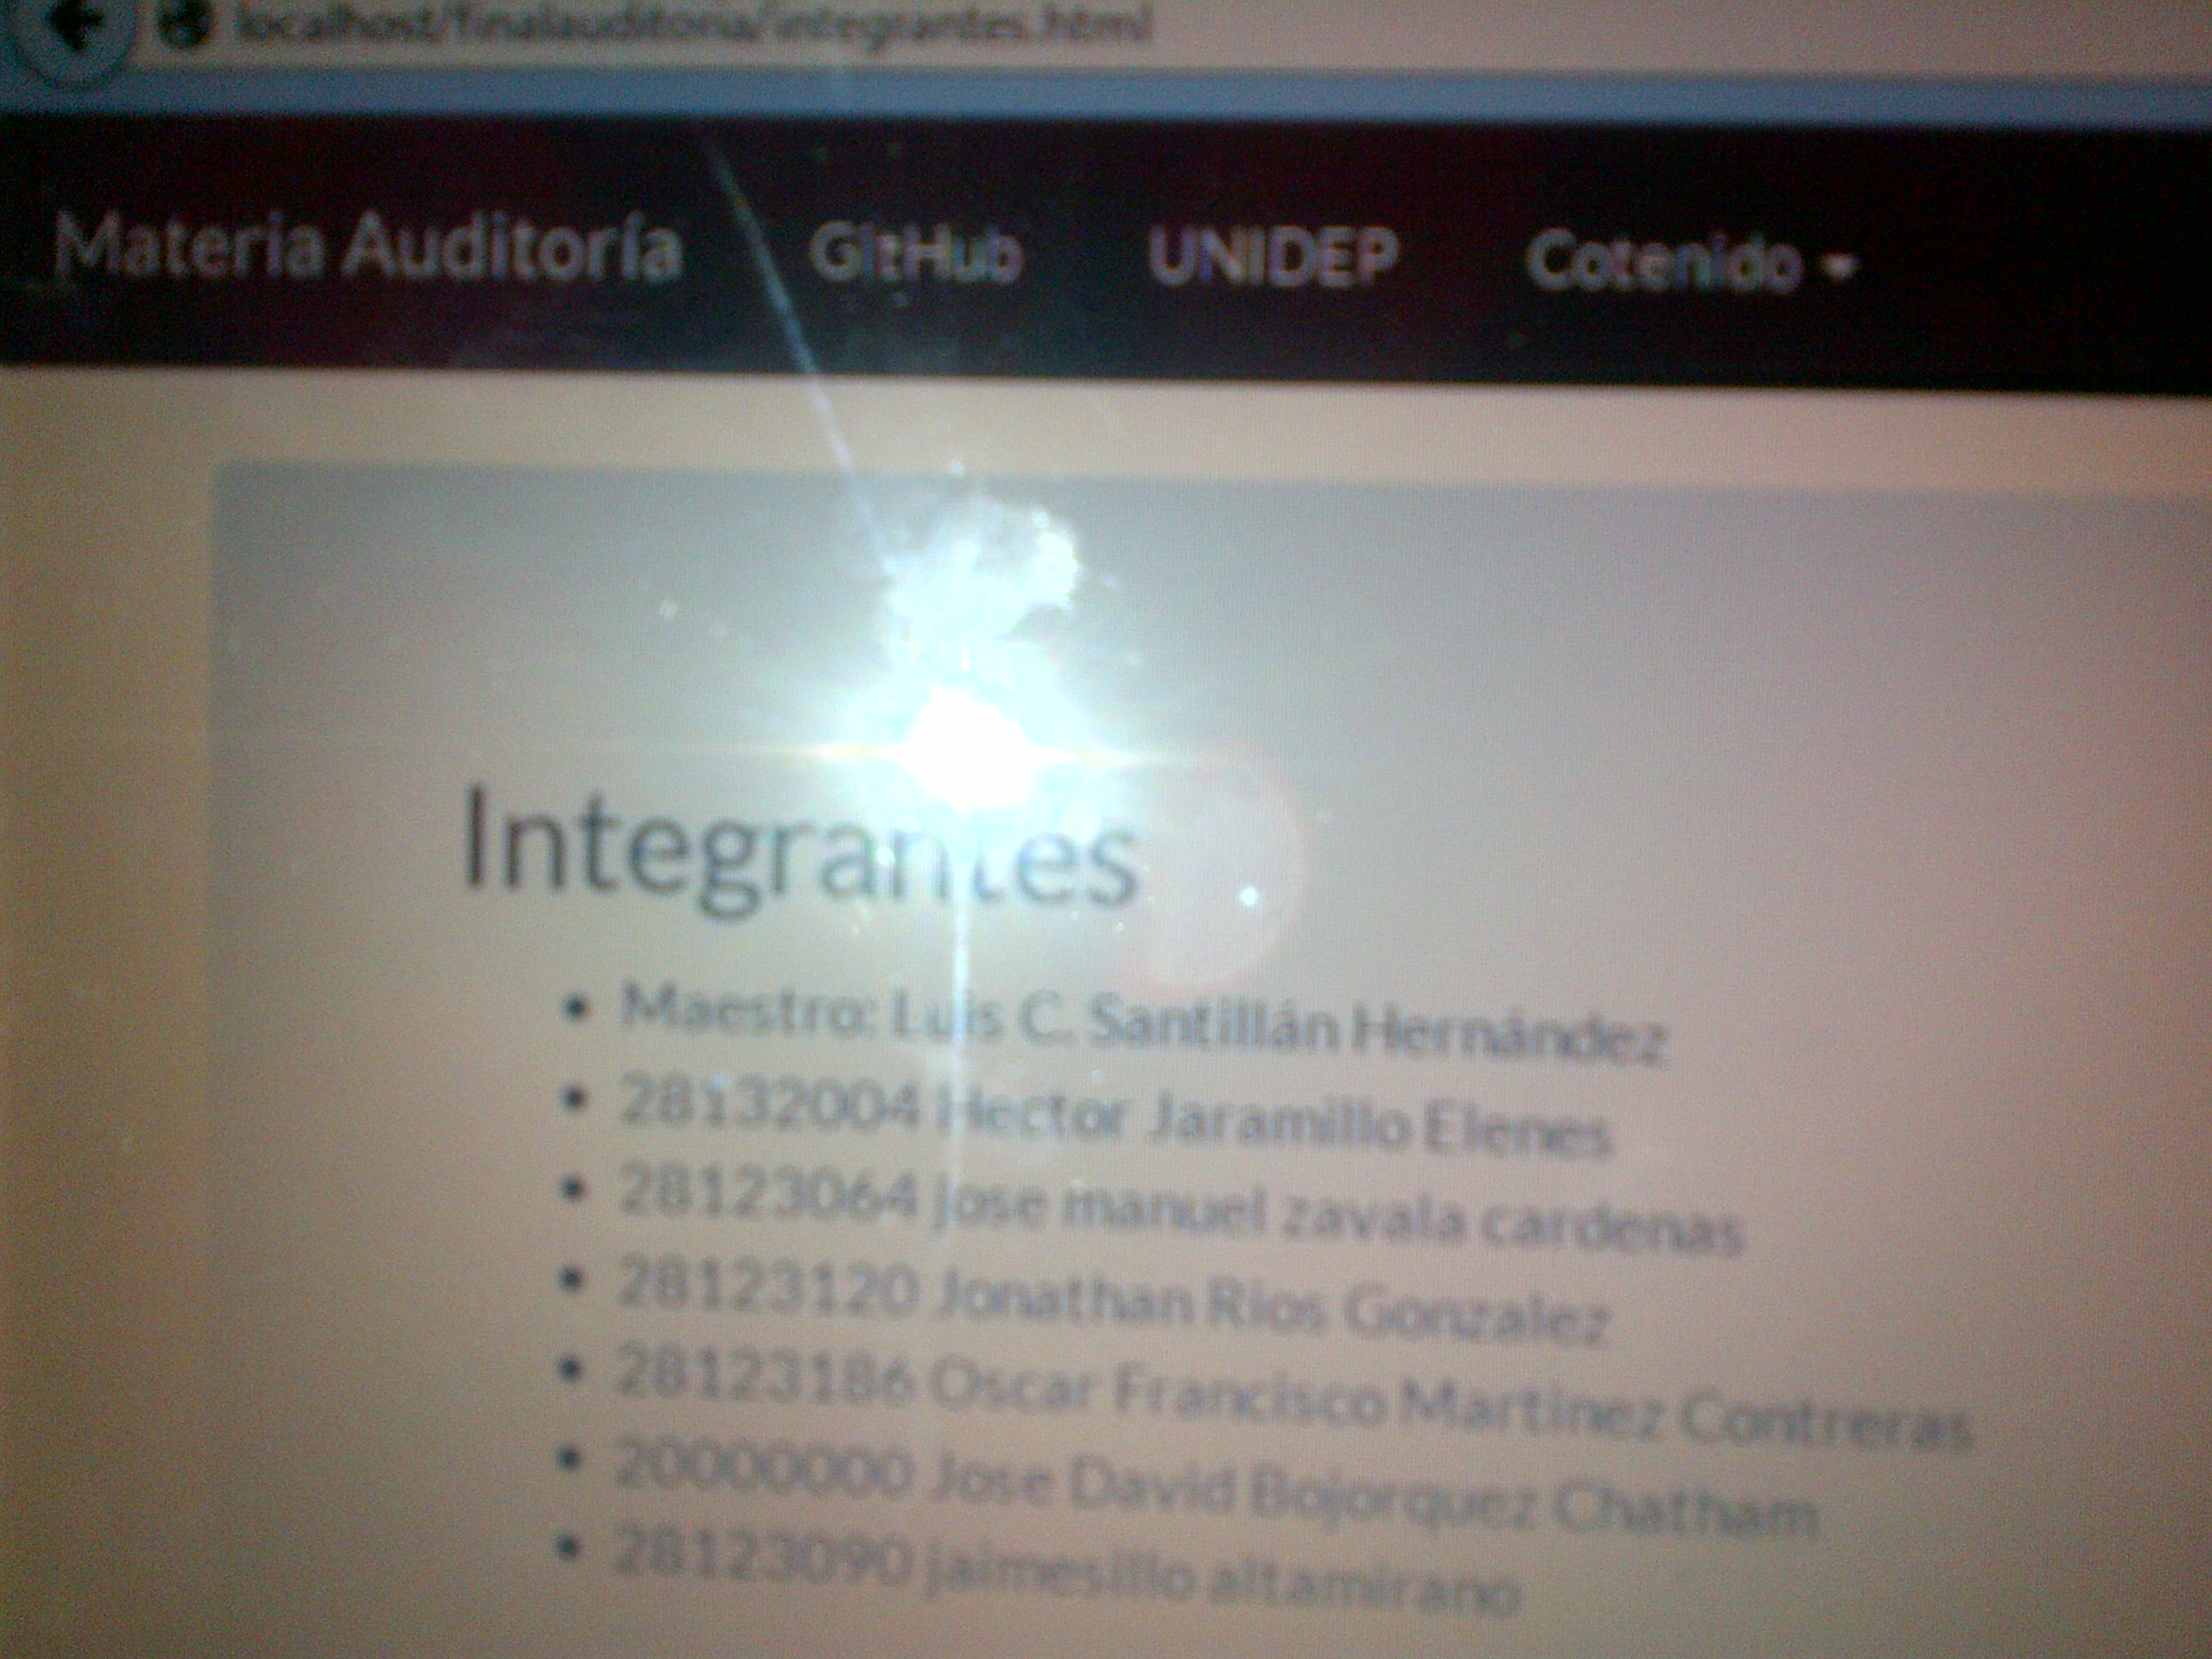 localhost/finalauditoria/integrantes.html
Materia Auditoría GitHub UNIDEP Cotenido
Integrantes
• Maestro: Luis C. Santillán Hernández
• 28132004 Hector Jaramillo Elenes
• 28123064 Jose manuel zavala cardenas
• 28123120 Jonathan Rios Gonzalez
• 28123186 Oscar Francisco Martinez Contreras
• 20000000 Jose David Bojorquez Chatham
• 28123090 jaimesillo altamirano